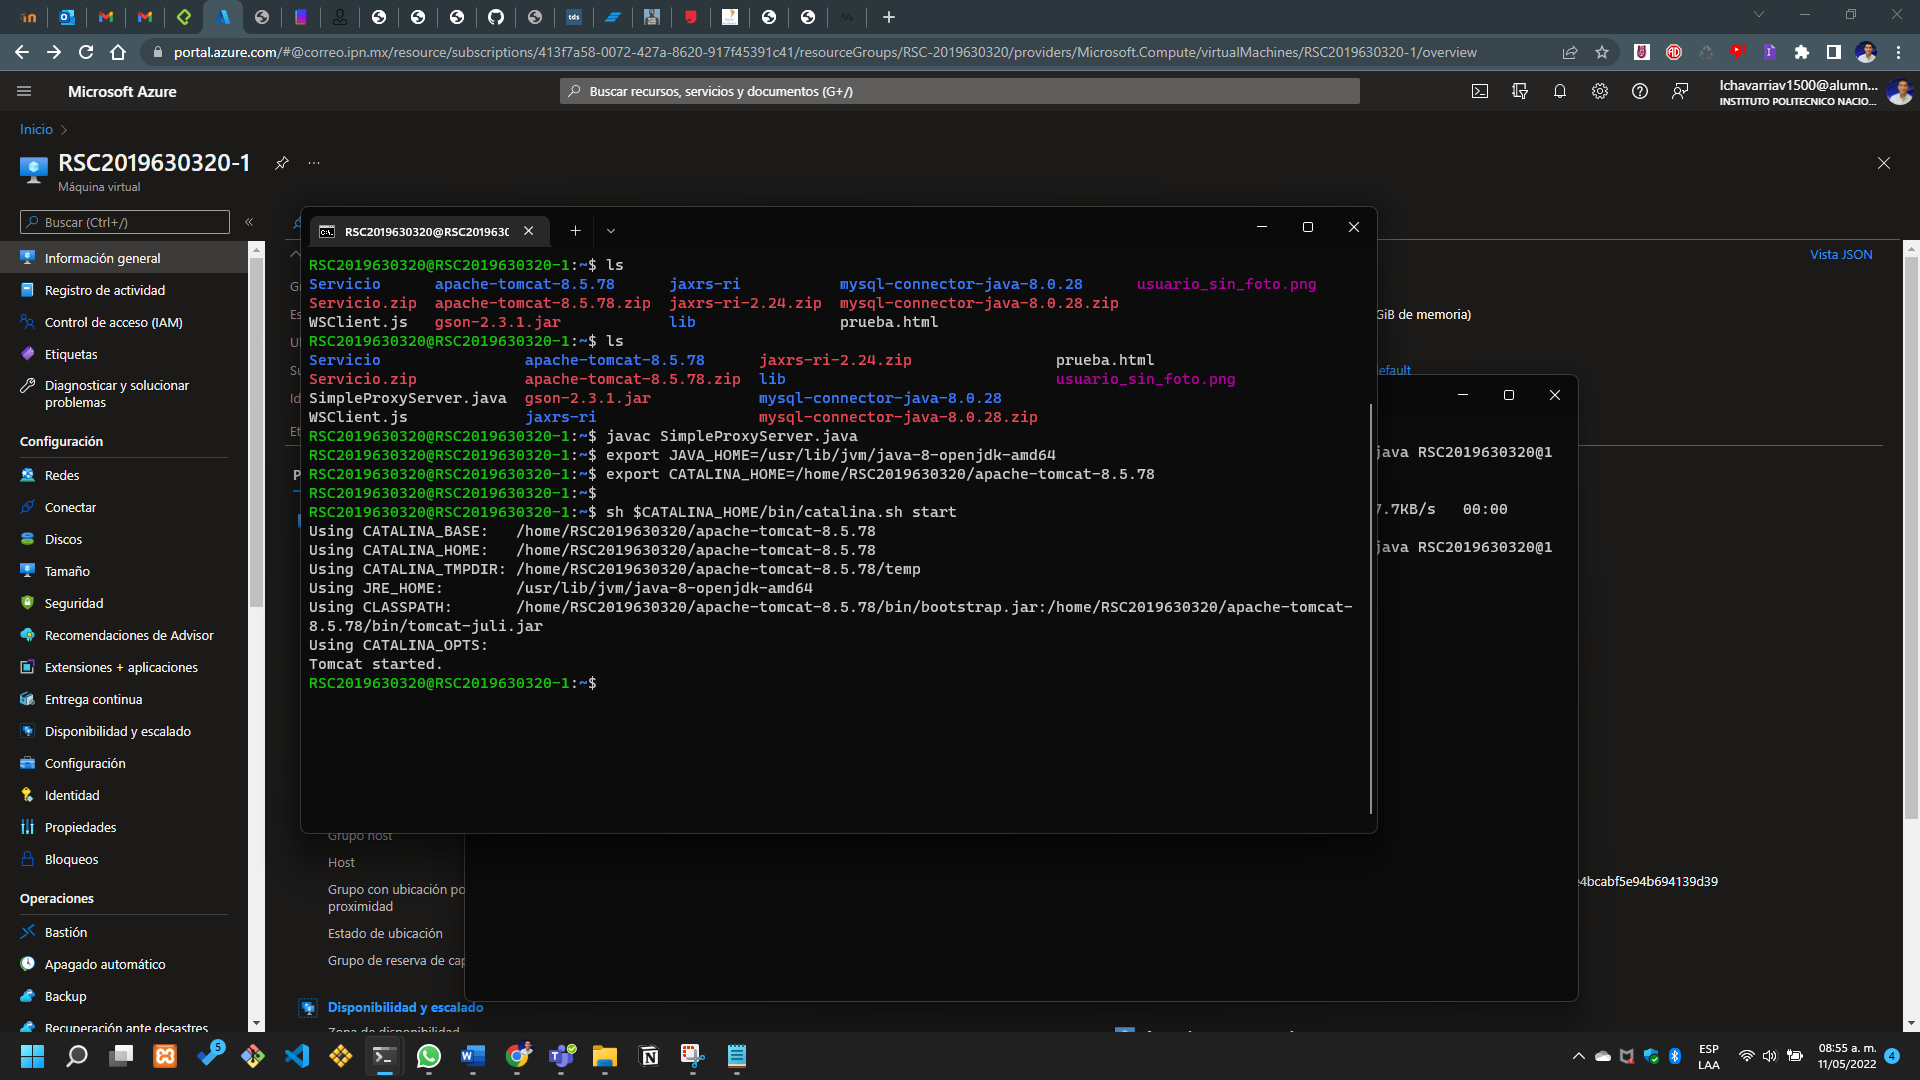 portal.azure.com/#@correo.ipn.mx/resource/subscriptions/413f7a58-0072-427a-8620-917f45391c41/resourceGroups/RSC-2019630320/providers/Microsoft.Compute/virtualMachines/RSC2019630320-1/overview
Microsoft Azure
Buscar recursos, servicios y documentos (G+/)
lchavarriav1500@alumn...
INSTITUTO POLITECNICO NACIO...
Inicio
RSC2019630320-1
Máquina virtual
Buscar (Ctrl+/)
Información general
Registro de actividad
Control de acceso (IAM)
Etiquetas
Diagnosticar y solucionar
problemas
Configuración
Redes
Conectar
Discos
Tamaño
Seguridad
Recomendaciones de Advisor
Extensiones + aplicaciones
Entrega continua
Disponibilidad y escalado
Configuración
Identidad
Propiedades
Bloqueos
Operaciones
Bastión
Apagado automático
Backup
Recuperación ante desastres
Vista JSON
GiB de memoria)
efault
RSC2019630320@RSC201963(
RSC2019630320@RSC2019630320-1:~$ ls
Servicio apache-tomcat-8.5.78 jaxrs-ri mysql-connector-java-8.0.28 usuario_sin_foto.png
Servicio.zip apache-tomcat-8.5.78.zip jaxrs-ri-2.24.zip mysql-connector-java-8.0.28.zip
WSClient.js gson-2.3.1.jar lib prueba.html
RSC2019630320@RSC2019630320-1:~$ ls
Servicio apache-tomcat-8.5.78 jaxrs-ri-2.24.zip prueba.html
Servicio.zip apache-tomcat-8.5.78.zip lib usuario_sin_foto.png
SimpleProxyServer.java gson-2.3.1.jar mysql-connector-java-8.0.28
WSClient.js jaxrs-ri mysql-connector-java-8.0.28.zip
RSC2019630320@RSC2019630320-1:~$ javac SimpleProxyServer.java
RSC2019630320@RSC2019630320-1:~$ export JAVA_HOME=/usr/lib/jvm/java-8-openjdk-amd64
RSC2019630320@RSC2019630320-1:~$ export CATALINA_HOME=/home/RSC2019630320/apache-tomcat-8.5.78
RSC2019630320@RSC2019630320-1:~$
RSC2019630320@RSC2019630320-1:~$ sh $CATALINA_HOME/bin/catalina.sh start
Using CATALINA_BASE: /home/RSC2019630320/apache-tomcat-8.5.78
Using CATALINA_HOME: /home/RSC2019630320/apache-tomcat-8.5.78
Using CATALINA_TMPDIR: /home/RSC2019630320/apache-tomcat-8.5.78/temp
Using JRE_HOME: /usr/lib/jvm/java-8-openjdk-amd64
Using CLASSPATH: /home/RSC2019630320/apache-tomcat-8.5.78/bin/bootstrap.jar:/home/RSC2019630320/apache-tomcat-
8.5.78/bin/tomcat-juli.jar
Using CATALINA_OPTS:
Tomcat started.
RSC2019630320@RSC2019630320-1:~$
java RSC2019630320@1
7.7KB/s 00:00
java RSC2019630320@1
Grupo host
Host
Grupo con ubicación po
proximidad
Estado de ubicación
Grupo de reserva de cap
Disponibilidad y escalado
Zona de disponibilidad
4bcabf5e94b694139d39
5
ESP
LAA
08:55 a. m.
11/05/2022
4